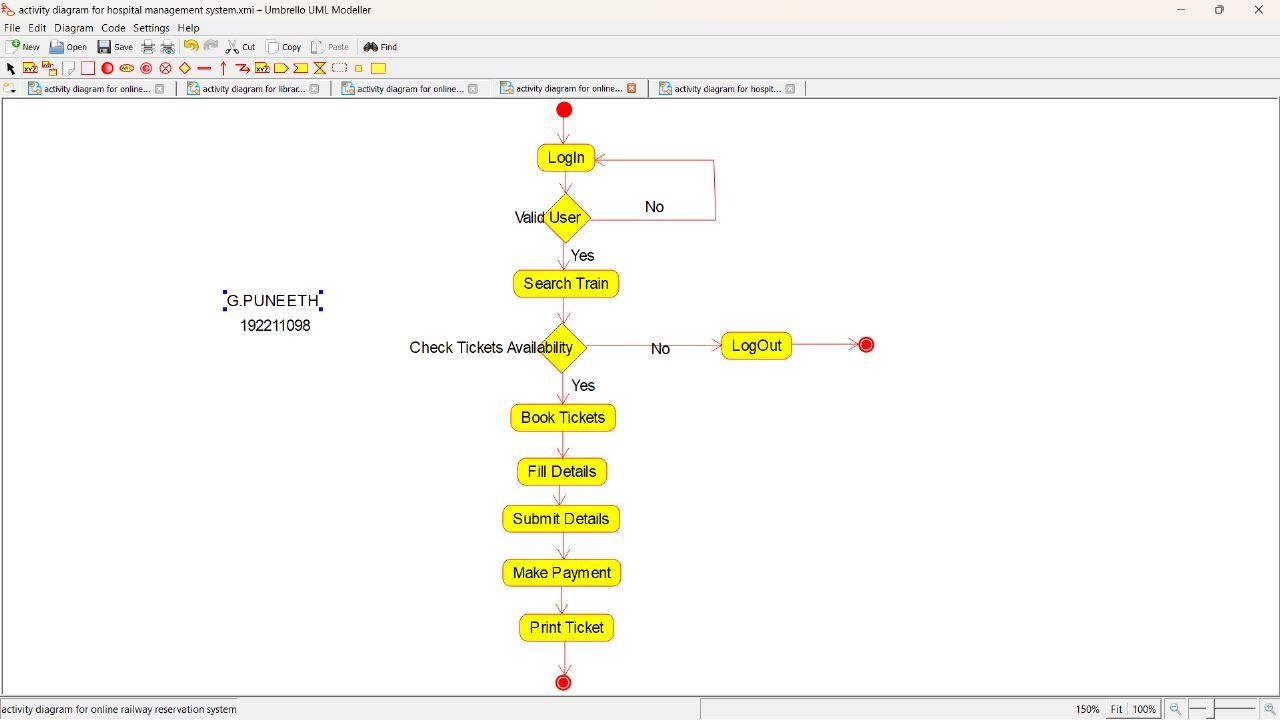 activity diagram for hospital management system.xmi – Umbrello UML Modeller
File Edit Diagram Code Settings Help
New Open Save Cut Copy Paste Find
activity diagram for online... activity diagram for librar... activity diagram for online... activity diagram for online... activity diagram for hospit...
LogIn
Valid User
No
Yes
Search Train
G.PUNEETH
192211098
Check Tickets Availability
No
LogOut
Yes
Book Tickets
Fill Details
Submit Details
Make Payment
Print Ticket
activity diagram for online railway reservation system
150% Fit 100%